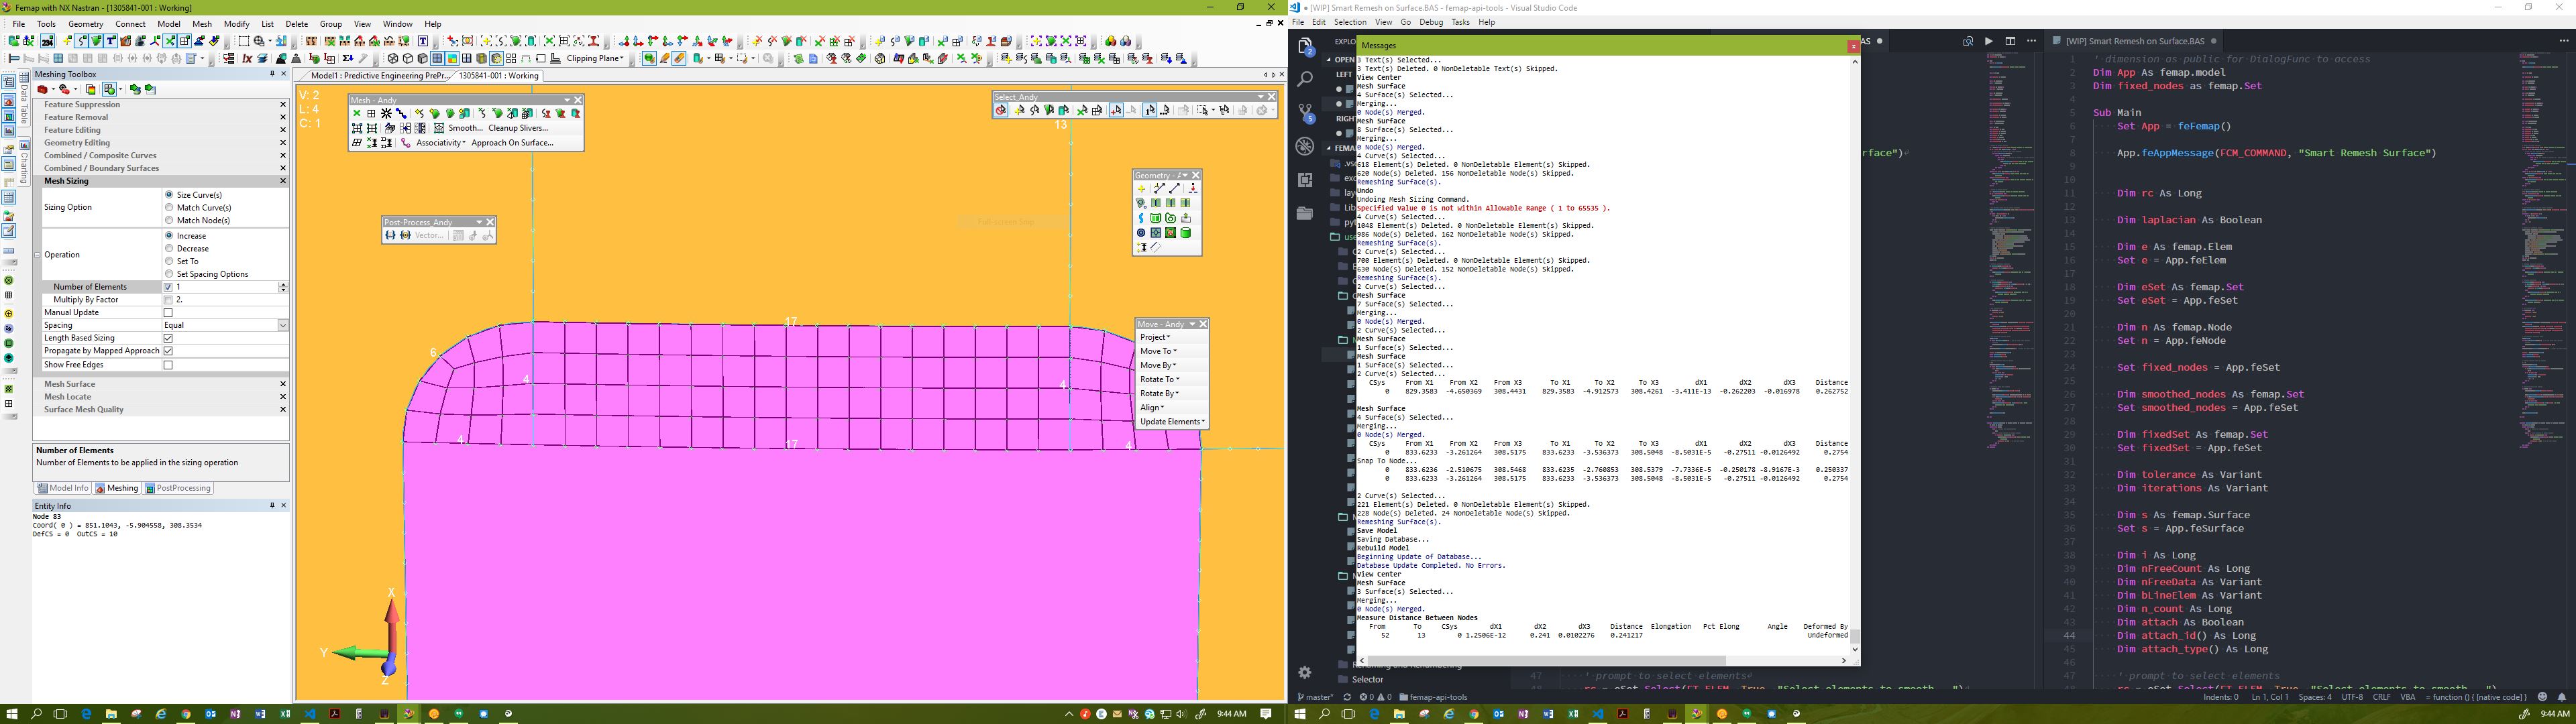 Femap with NX Nastran - [1305841-001 : Working]
File Tools Geometry Connect Model Mesh Modify List Delete Group View Window Help
Clipping Plane
Meshing Toolbox
Feature Suppression
Feature Removal
Feature Editing
Geometry Editing
Combined / Composite Curves
Combined / Boundary Surfaces
Mesh Sizing
Sizing Option
Size Curve(s)
Match Curve(s)
Match Node(s)
Operation
Increase
Decrease
Set To
Set Spacing Options
Number of Elements 1
Multiply By Factor 2.
Manual Update
Spacing Equal
Length Based Sizing
Propagate by Mapped Approach
Show Free Edges
Mesh Surface
Mesh Locate
Surface Mesh Quality
Number of Elements
Number of Elements to be applied in the sizing operation
Model Info Meshing PostProcessing
Entity Info
Node 83
Coord( 0 ) = 851.1043, -5.904558, 308.3534
DefCS = 0 OutCS = 10
Data Table
Charting
Model1 : Predictive Engineering PrePr... 1305841-001 : Working
V: 2
L: 4
C: 1
Mesh - Andy
Smooth... Cleanup Slivers...
Associativity Approach On Surface...
Post-Process_Andy
Vector...
Select_Andy
13
Geometry - A
Move - Andy
Project
Move To
Move By
Rotate To
Rotate By
Align
Update Elements
17
6
4
4
4
17
4
X
Y
Z
9:44 AM
[WIP] Smart Remesh on Surface.BAS - femap-api-tools - Visual Studio Code
File Edit Selection View Go Debug Tasks Help
Messages
3 Text(s) Selected...
3 Text(s) Deleted. 0 NonDeletable Text(s) Skipped.
View Center
Mesh Surface
4 Surface(s) Selected...
Merging...
0 Node(s) Merged.
Mesh Surface
8 Surface(s) Selected...
Merging...
0 Node(s) Merged.
4 Curve(s) Selected...
618 Element(s) Deleted. 0 NonDeletable Element(s) Skipped.
620 Node(s) Deleted. 156 NonDeletable Node(s) Skipped.
Remeshing Surface(s).
Undo
Undoing Mesh Sizing Command.
Specified Value 0 is not within Allowable Range ( 1 to 65535 ).
4 Curve(s) Selected...
1048 Element(s) Deleted. 0 NonDeletable Element(s) Skipped.
986 Node(s) Deleted. 162 NonDeletable Node(s) Skipped.
Remeshing Surface(s).
2 Curve(s) Selected...
700 Element(s) Deleted. 0 NonDeletable Element(s) Skipped.
630 Node(s) Deleted. 152 NonDeletable Node(s) Skipped.
Remeshing Surface(s).
2 Curve(s) Selected...
Mesh Surface
7 Surface(s) Selected...
Merging...
0 Node(s) Merged.
2 Curve(s) Selected...
Mesh Surface
1 Surface(s) Selected...
Mesh Surface
1 Surface(s) Selected...
2 Curve(s) Selected...
CSys From X1 From X2 From X3 To X1 To X2 To X3 dX1 dX2 dX3 Distance
0 829.3583 -4.650369 308.4431 829.3583 -4.912573 308.4261 -3.411E-13 -0.262203 -0.016978 0.262752
Mesh Surface
4 Surface(s) Selected...
Merging...
0 Node(s) Merged.
CSys From X1 From X2 From X3 To X1 To X2 To X3 dX1 dX2 dX3 Distance
0 833.6233 -3.261264 308.5175 833.6233 -3.536373 308.5048 -8.5031E-5 -0.27511 -0.0126492 0.2754
Snap To Node...
0 833.6236 -2.510675 308.5468 833.6235 -2.760853 308.5379 -7.7336E-5 -0.250178 -8.9167E-3 0.250337
0 833.6233 -3.261264 308.5175 833.6233 -3.536373 308.5048 -8.5031E-5 -0.27511 -0.0126492 0.2754
2 Curve(s) Selected...
221 Element(s) Deleted. 0 NonDeletable Element(s) Skipped.
228 Node(s) Deleted. 24 NonDeletable Node(s) Skipped.
Remeshing Surface(s).
Save Model
Saving Database...
Rebuild Model
Beginning Update of Database...
Database Update Completed. No Errors.
View Center
Mesh Surface
3 Surface(s) Selected...
Merging...
0 Node(s) Merged.
Measure Distance Between Nodes
From To CSys dX1 dX2 dX3 Distance Elongation Pct Elong Angle Deformed By
52 13 0 1.2506E-12 0.241 0.0102276 0.241217 Undeformed
Selector
[WIP] Smart Remesh on Surface.BAS
1 ' dimension as public for DialogFunc to access
2 Dim App As femap.model
3 Dim fixed_nodes as femap.Set
4
5 Sub Main
6 Set App = feFemap()
7
8 App.feAppMessage(FCM_COMMAND, "Smart Remesh Surface")
9
10
11 Dim rc As Long
12
13 Dim laplacian As Boolean
14
15 Dim e As femap.Elem
16 Set e = App.feElem
17
18 Dim eSet As femap.Set
19 Set eSet = App.feSet
20
21 Dim n As femap.Node
22 Set n = App.feNode
23
24 Set fixed_nodes = App.feSet
25
26 Dim smoothed_nodes As femap.Set
27 Set smoothed_nodes = App.feSet
28
29 Dim fixedSet As femap.Set
30 Set fixedSet = App.feSet
31
32 Dim tolerance As Variant
33 Dim iterations As Variant
34
35 Dim s As femap.Surface
36 Set s = App.feSurface
37
38 Dim i As Long
39 Dim nFreeCount As Long
40 Dim nFreeData As Variant
41 Dim bLineElem As Variant
42 Dim n_count As Long
43 Dim attach As Boolean
44 Dim attach_id() As Long
45 Dim attach_type() As Long
46
47 ' prompt to select elements
master* 0 0 femap-api-tools
Indents: 0 Ln 1, Col 1 Spaces: 4 UTF-8 CRLF VBA = function () { [native code] }
9:44 AM